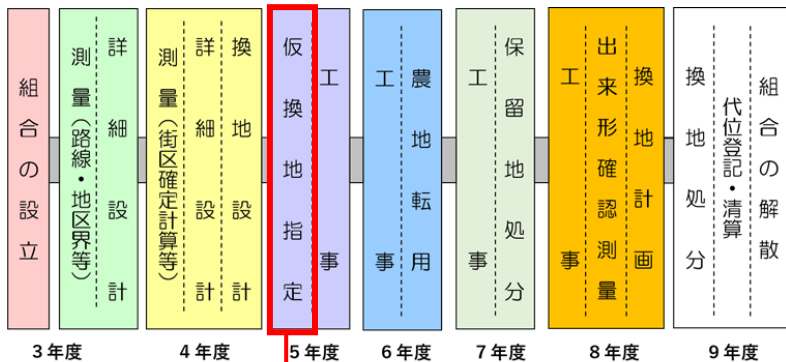 組合の設立
測量（路線・地区界等）
詳細設計
測量（街区確定計算等）
詳細設計
換地設計
仮換地指定
工事
工事
農地転用
工事
保留地処分
工事
出来形確認測量
換地計画
換地処分
代位登記・清算
組合の解散
3年度
4年度
5年度
6年度
7年度
8年度
9年度